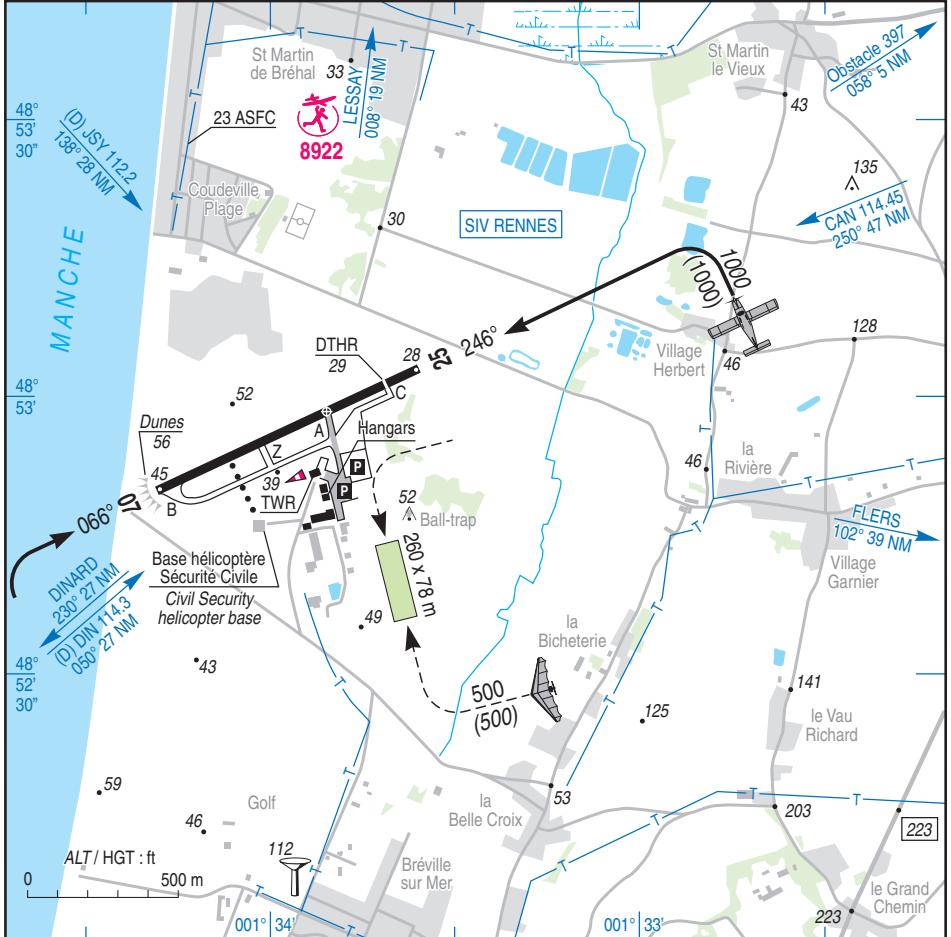 St Martin
de Bréhal
33
LESSAY
008° 19 NM
St Martin
le Vieux
Obstacle 397
058° 5 NM
43
48°
53'
30"
(D) JSY 112.2
138° 28 NM
23 ASFC
8922
135
CAN 114.45
250° 47 NM
Coudeville
Plage
30
SIV RENNES
MANCHE
1000
(1000)
DTHR
29
28
25
246°
Village
Herbert
46
128
48°
53'
52
C
Dunes
56
A
Hangars
Z
45
39
P
P
TWR
B
07
066°
52
Ball-trap
46
la
Rivière
FLERS
102° 39 NM
Base hélicoptère
Sécurité Civile
Civil Security
helicopter base
260 x 78 m
Village
Garnier
DINARD
230° 27 NM
(D) DIN 114.3
050° 27 NM
49
la
Bicheterie
48°
52'
30"
43
500
(500)
125
141
le Vau
Richard
59
Golf
46
la
Belle Croix
53
203
223
ALT / HGT : ft
112
Bréville
sur Mer
0 500 m
le Grand
Chemin
223
001° 34'
001° 33'
T
T
T
T
T
T
T
T
T
T
T
T
T
T